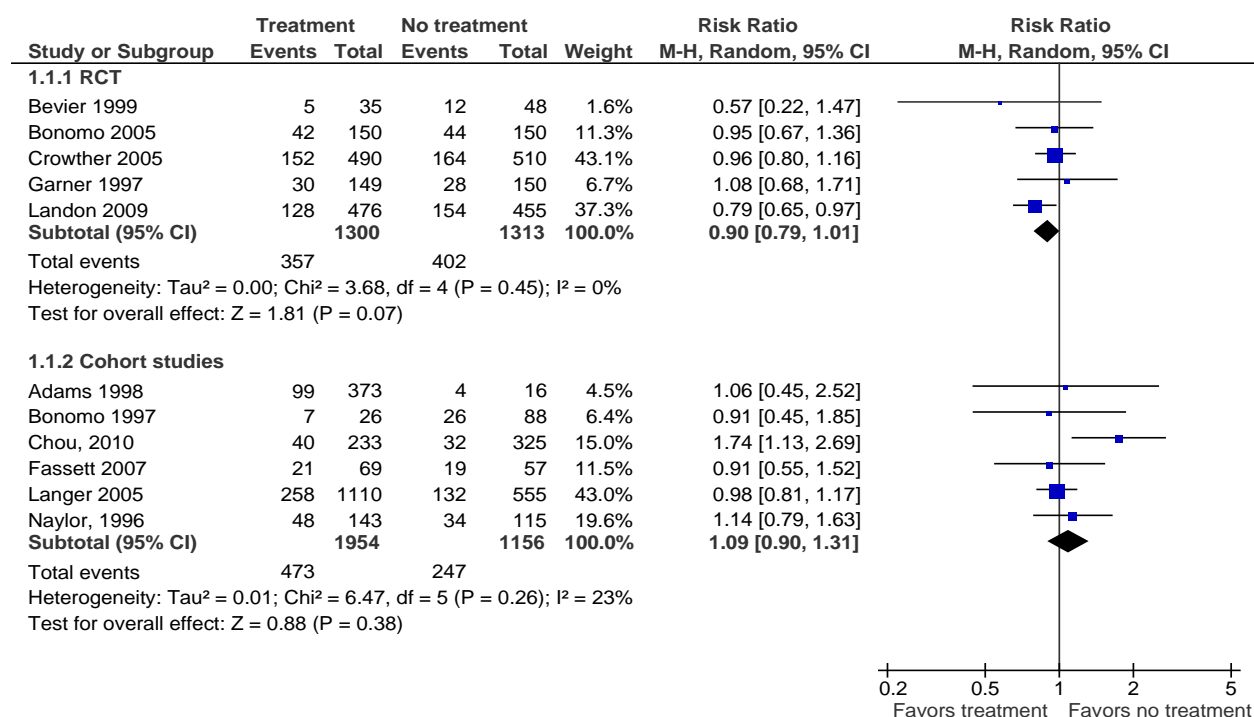 Treatment No treatment Risk Ratio Risk Ratio
Study or Subgroup Events Total Events Total Weight M-H, Random, 95% CI M-H, Random, 95% CI
1.1.1 RCT
Bevier 1999 5 35 12 48 1.6% 0.57 [0.22, 1.47]
Bonomo 2005 42 150 44 150 11.3% 0.95 [0.67, 1.36]
Crowther 2005 152 490 164 510 43.1% 0.96 [0.80, 1.16]
Garner 1997 30 149 28 150 6.7% 1.08 [0.68, 1.71]
Landon 2009 128 476 154 455 37.3% 0.79 [0.65, 0.97]
Subtotal (95% CI) 1300 1313 100.0% 0.90 [0.79, 1.01]
Total events 357 402
Heterogeneity: Tau² = 0.00; Chi² = 3.68, df = 4 (P = 0.45); I² = 0%
Test for overall effect: Z = 1.81 (P = 0.07)
1.1.2 Cohort studies
Adams 1998 99 373 4 16 4.5% 1.06 [0.45, 2.52]
Bonomo 1997 7 26 26 88 6.4% 0.91 [0.45, 1.85]
Chou, 2010 40 233 32 325 15.0% 1.74 [1.13, 2.69]
Fassett 2007 21 69 19 57 11.5% 0.91 [0.55, 1.52]
Langer 2005 258 1110 132 555 43.0% 0.98 [0.81, 1.17]
Naylor, 1996 48 143 34 115 19.6% 1.14 [0.79, 1.63]
Subtotal (95% CI) 1954 1156 100.0% 1.09 [0.90, 1.31]
Total events 473 247
Heterogeneity: Tau² = 0.01; Chi² = 6.47, df = 5 (P = 0.26); I² = 23%
Test for overall effect: Z = 0.88 (P = 0.38)
0.2 0.5 1 2 5
Favors treatment Favors no treatment